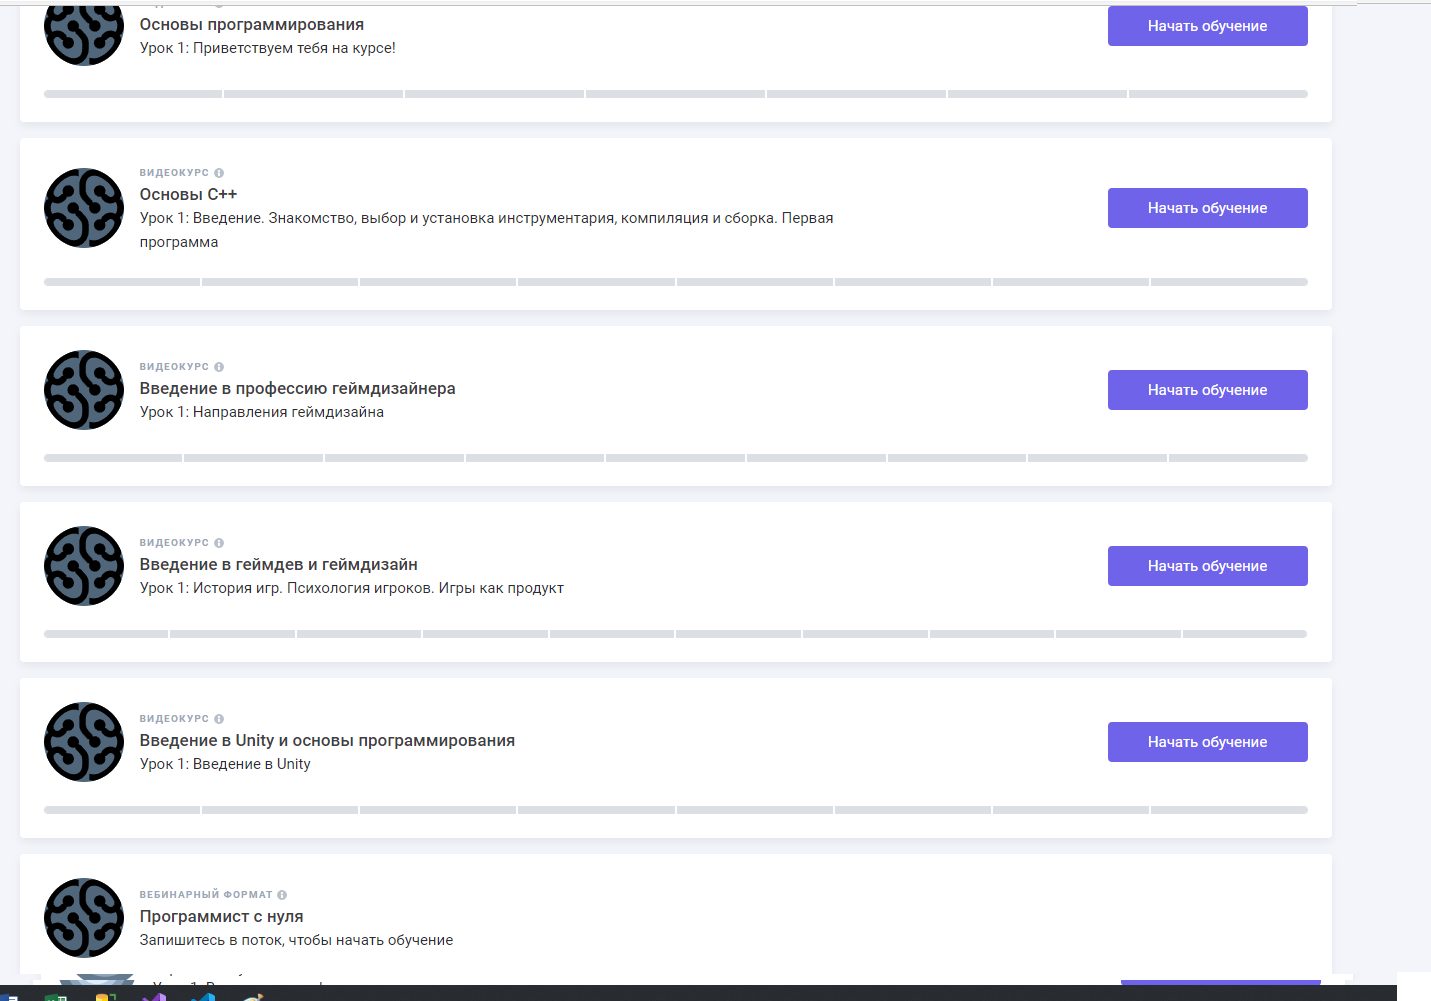 Основы программирования
Начать обучение
Урок 1: Приветствуем тебя на курсе!
ВИДЕОКУРС
Основы C++
Начать обучение
Урок 1: Введение. Знакомство, выбор и установка инструментария, компиляция и сборка. Первая
программа
ВИДЕОКУРС
Введение в профессию геймдизайнера
Начать обучение
Урок 1: Направления геймдизайна
ВИДЕОКУРС
Введение в геймдев и геймдизайн
Начать обучение
Урок 1: История игр. Психология игроков. Игры как продукт
ВИДЕОКУРС
Введение в Unity и основы программирования
Начать обучение
Урок 1: Введение в Unity
ВЕБИНАРНЫЙ ФОРМАТ
Программист с нуля
Запишитесь в поток, чтобы начать обучение